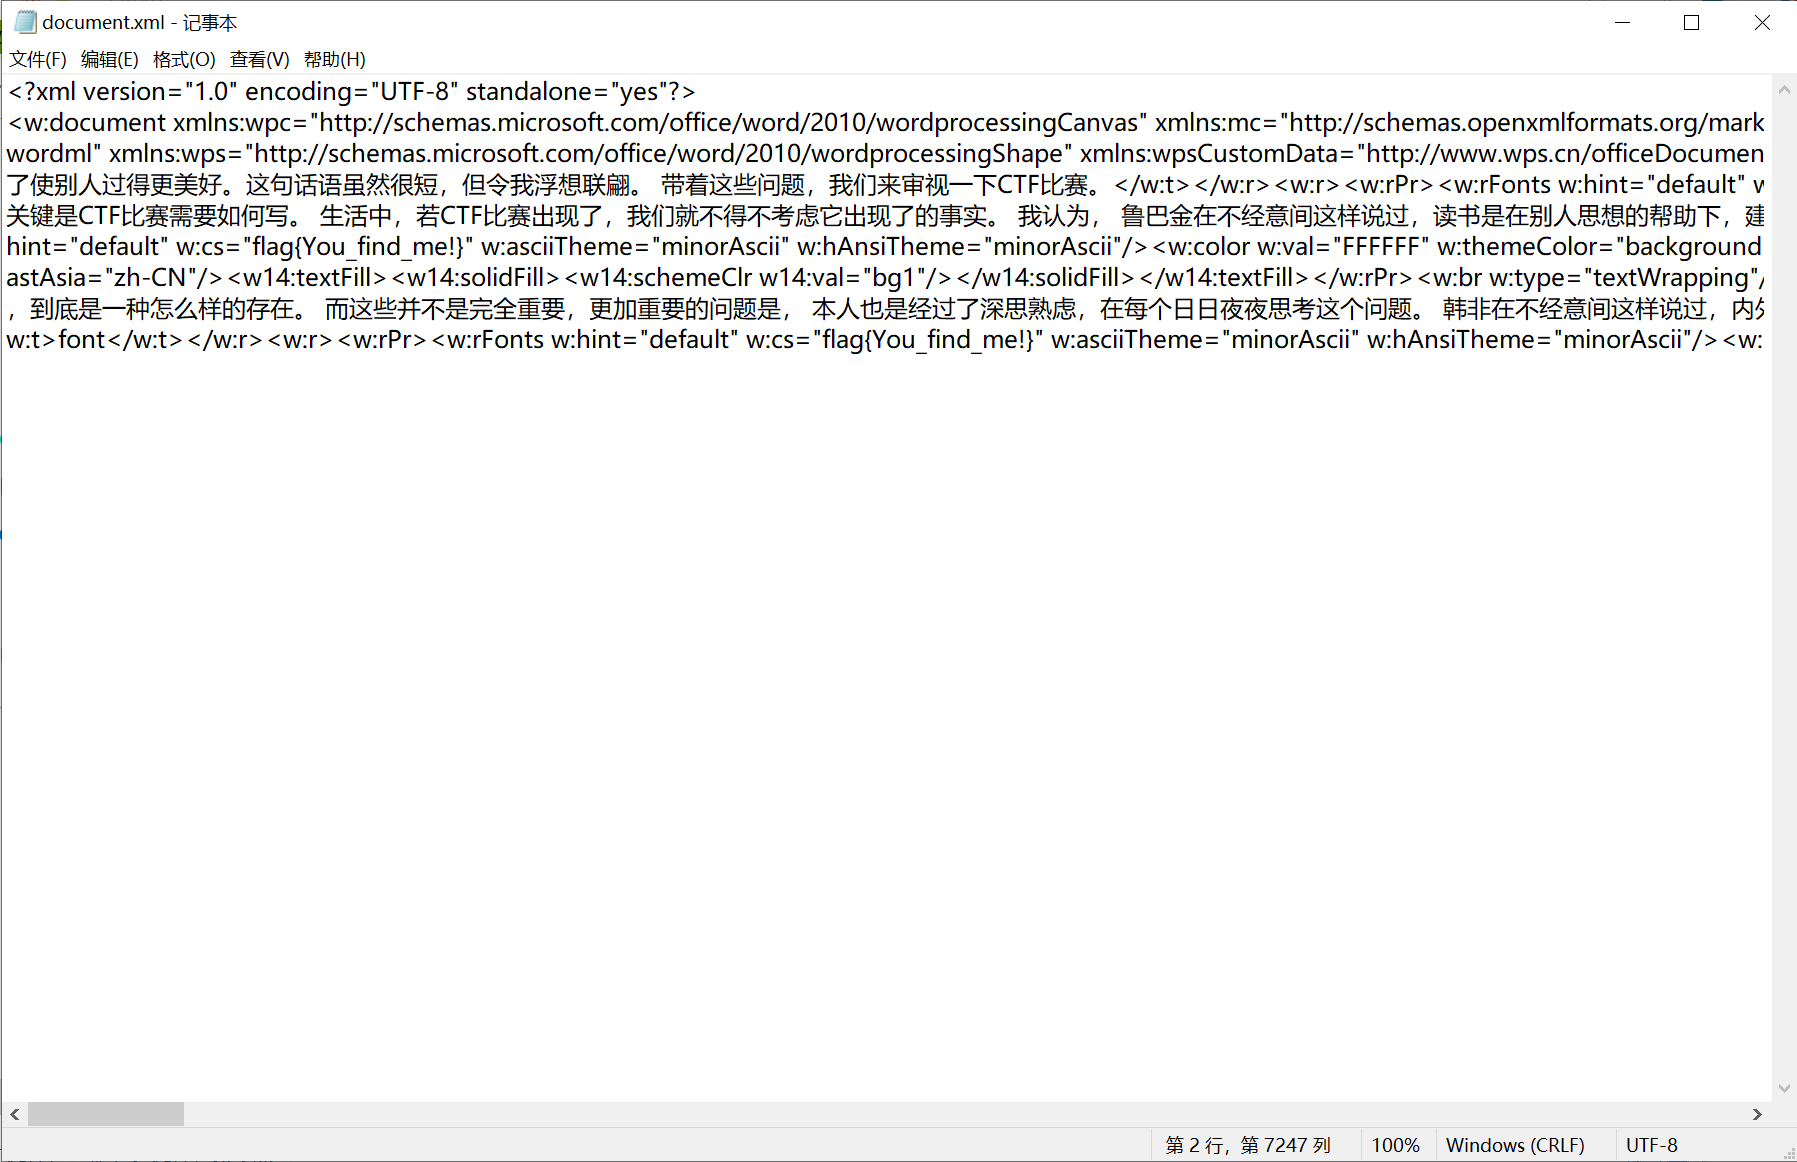 document.xml - 记事本
文件(F) 编辑(E) 格式(O) 查看(V) 帮助(H)
<?xml version="1.0" encoding="UTF-8" standalone="yes"?>
<w:document xmlns:wpc="http://schemas.microsoft.com/office/word/2010/wordprocessingCanvas" xmlns:mc="http://schemas.openxmlformats.org/mark
wordml" xmlns:wps="http://schemas.microsoft.com/office/word/2010/wordprocessingShape" xmlns:wpsCustomData="http://www.wps.cn/officeDocumen
了使别人过得更美好。这句话语虽然很短，但令我浮想联翩。 带着这些问题，我们来审视一下CTF比赛。</w:t></w:r><w:r><w:rPr><w:rFonts w:hint="default" w
关键是CTF比赛需要如何写。 生活中，若CTF比赛出现了，我们就不得不考虑它出现了的事实。 我认为， 鲁巴金在不经意间这样说过，读书是在别人思想的帮助下，建
hint="default" w:cs="flag{You_find_me!}" w:asciiTheme="minorAscii" w:hAnsiTheme="minorAscii"/><w:color w:val="FFFFFF" w:themeColor="background
astAsia="zh-CN"/><w14:textFill><w14:solidFill><w14:schemeClr w14:val="bg1"/></w14:solidFill></w14:textFill></w:rPr><w:br w:type="textWrapping"/
，到底是一种怎么样的存在。 而这些并不是完全重要，更加重要的问题是， 本人也是经过了深思熟虑，在每个日日夜夜思考这个问题。 韩非在不经意间这样说过，内外
w:t>font</w:t></w:r><w:r><w:rPr><w:rFonts w:hint="default" w:cs="flag{You_find_me!}" w:asciiTheme="minorAscii" w:hAnsiTheme="minorAscii"/><w:
第 2 行，第 7247 列 100% Windows (CRLF) UTF-8